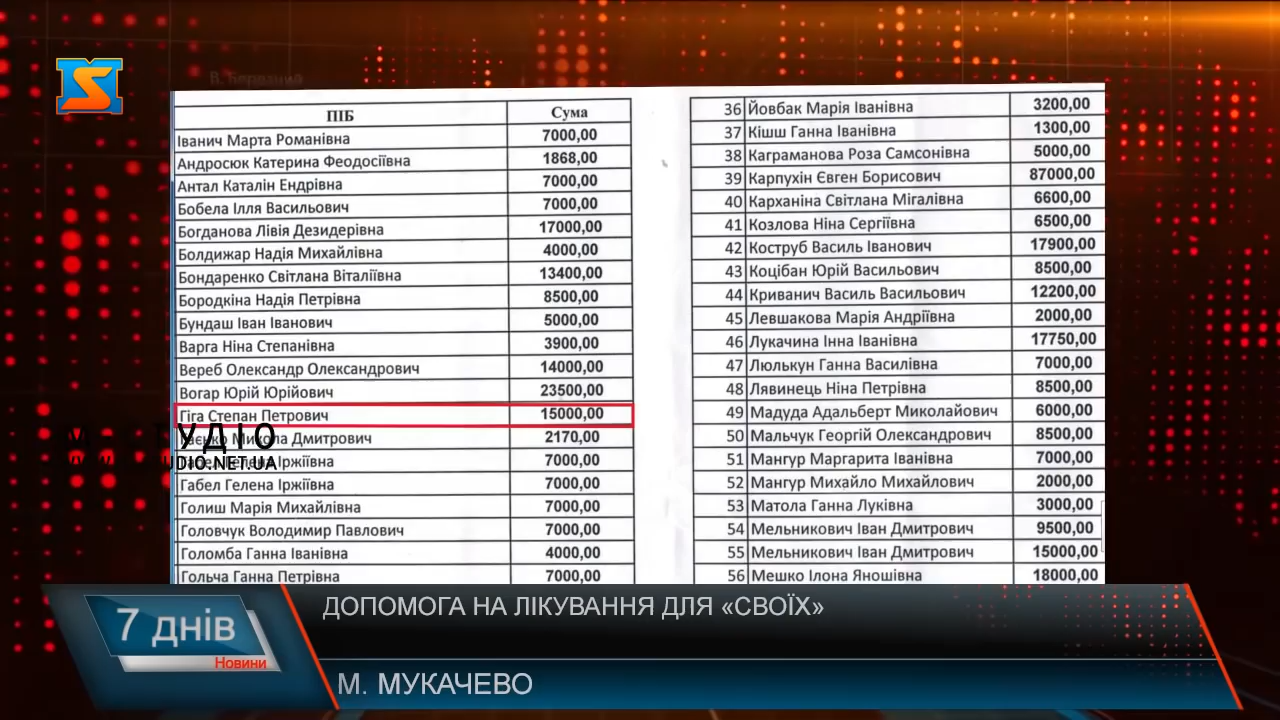 В. Березний
ПІБ Сума
Іванич Марта Романівна 7000,00
Андросюк Катерина Феодосіївна 1868,00
Антал Каталін Ендрівна 7000,00
Бобела Ілля Васильович 7000,00
Богданова Лівія Дезидерівна 17000,00
Болдижар Надія Михайлівна 4000,00
Бондаренко Світлана Віталіївна 13400,00
Бородкіна Надія Петрівна 8500,00
Бундаш Іван Іванович 5000,00
Варга Ніна Степанівна 3900,00
Вереб Олександр Олександрович 14000,00
Вогар Юрій Юрійович 23500,00
Гіга Степан Петрович 15000,00
Микола Дмитрович 2170,00
Гелена Іржіївна 7000,00
Габел Гелена Іржіївна 7000,00
Голиш Марія Михайлівна 7000,00
Головчук Володимир Павлович 7000,00
Голомба Ганна Іванівна 4000,00
Гольча Ганна Петрівна 7000,00
36 Йовбак Марія Іванівна 3200,00
37 Кішш Ганна Іванівна 1300,00
38 Каграманова Роза Самсонівна 5000,00
39 Карпухін Євген Борисович 87000,00
40 Карханіна Світлана Мігалівна 6600,00
41 Козлова Ніна Сергіївна 6500,00
42 Коструб Василь Іванович 17900,00
43 Коцібан Юрій Васильович 8500,00
44 Криванич Василь Васильович 12200,00
45 Левшакова Марія Андріївна 2000,00
46 Лукачина Інна Іванівна 17750,00
47 Люлькун Ганна Василівна 7000,00
48 Лявинець Ніна Петрівна 8500,00
49 Мадуда Адальберт Миколайович 6000,00
50 Мальчук Георгій Олександрович 8500,00
51 Мангур Маргарита Іванівна 7000,00
52 Мангур Михайло Михайлович 2000,00
53 Матола Ганна Луківна 3000,00
54 Мельникович Іван Дмитрович 9500,00
55 Мельникович Іван Дмитрович 15000,00
56 Мешко Ілона Яношівна 18000,00
7 днів
Новини
ДОПОМОГА НА ЛІКУВАННЯ ДЛЯ «СВОЇХ»
М. МУКАЧЕВО